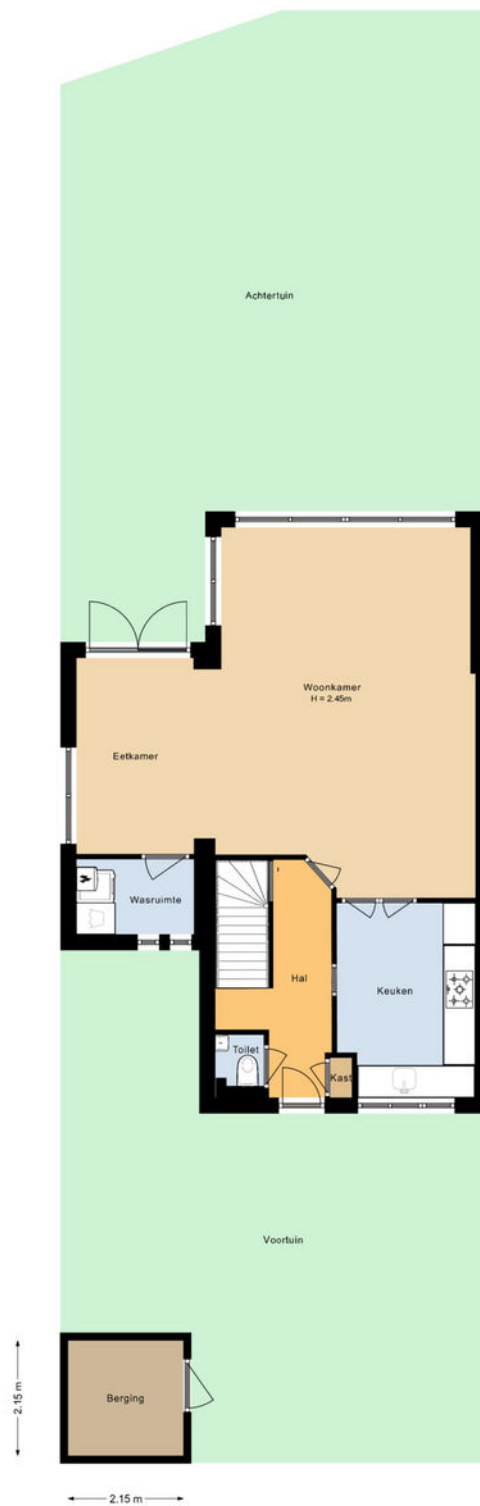 Achtertuin
Woonkamer
H = 2.45m
Eetkamer
Wasruimte
Hal
Keuken
Toilet
Kast
Voortuin
2.15 m
Berging
2.15 m